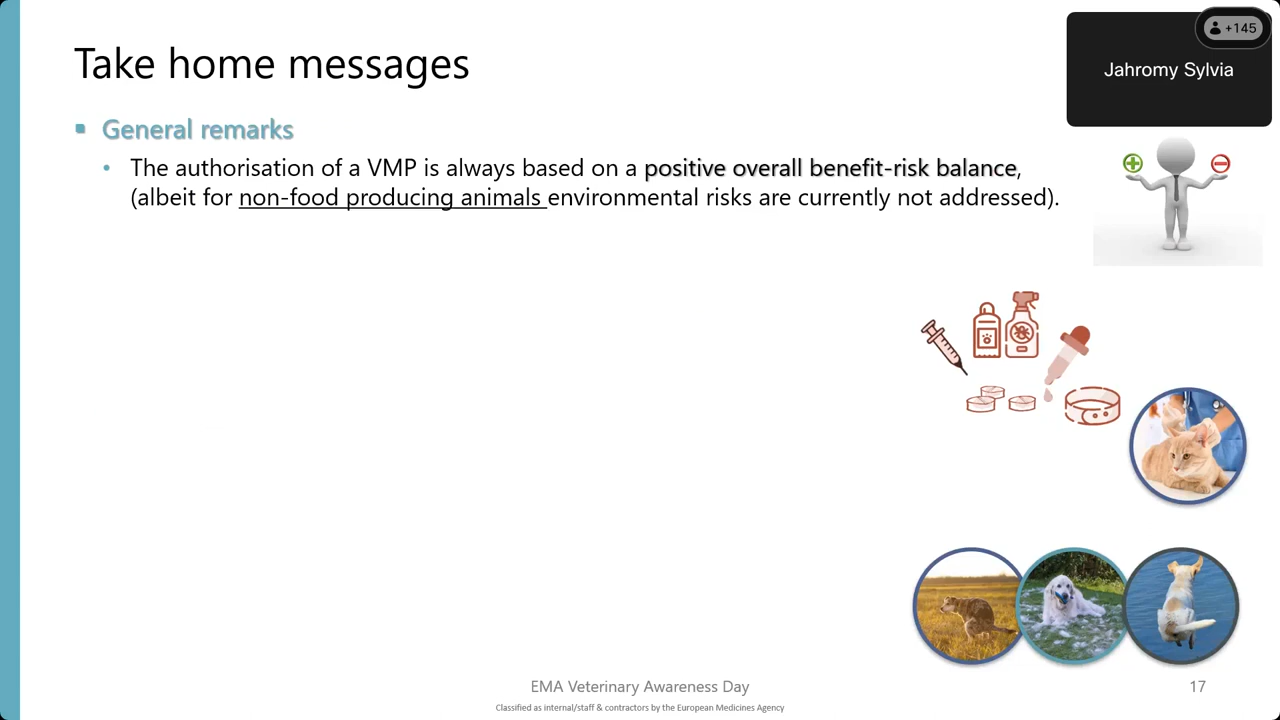 Take home messages
+145
Jahromy Sylvia
General remarks
The authorisation of a VMP is always based on a positive overall benefit-risk balance,
(albeit for non-food producing animals environmental risks are currently not addressed).
EMA Veterinary Awareness Day
17
Classified as internal/staff & contractors by the European Medicines Agency